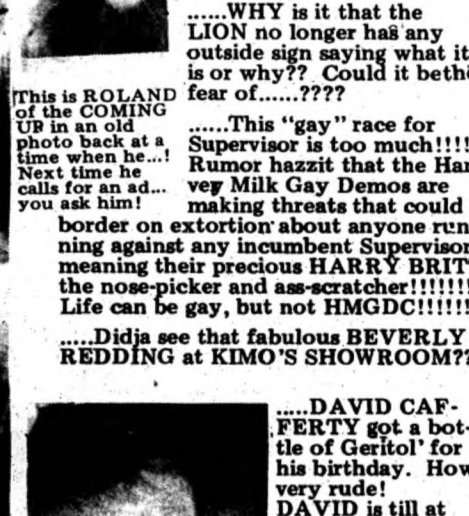 ......WHY is it that the
LION no longer has any
outside sign saying what it
is or why?? Could it beth
fear of......????
This is ROLAND
of the COMING
UP in an old
photo back at a
time when he...!
Next time he
calls for an ad...
you ask him!
......This "gay" race for
Supervisor is too much!!!!
Rumor hazzit that the Har
vey Milk Gay Demos are
making threats that could
border on extortion about anyone run
ning against any incumbent Supervisor
meaning their precious HARRY BRIT
the nose-picker and ass-scratcher!!!!!!!
Life can be gay, but not HMGDC!!!!!!
.....Didja see that fabulous BEVERLY
REDDING at KIMO'S SHOWROOM??
.....DAVID CAF-
FERTY got a bot-
tle of Geritol' for
his birthday. How
very rude!
DAVID is till at